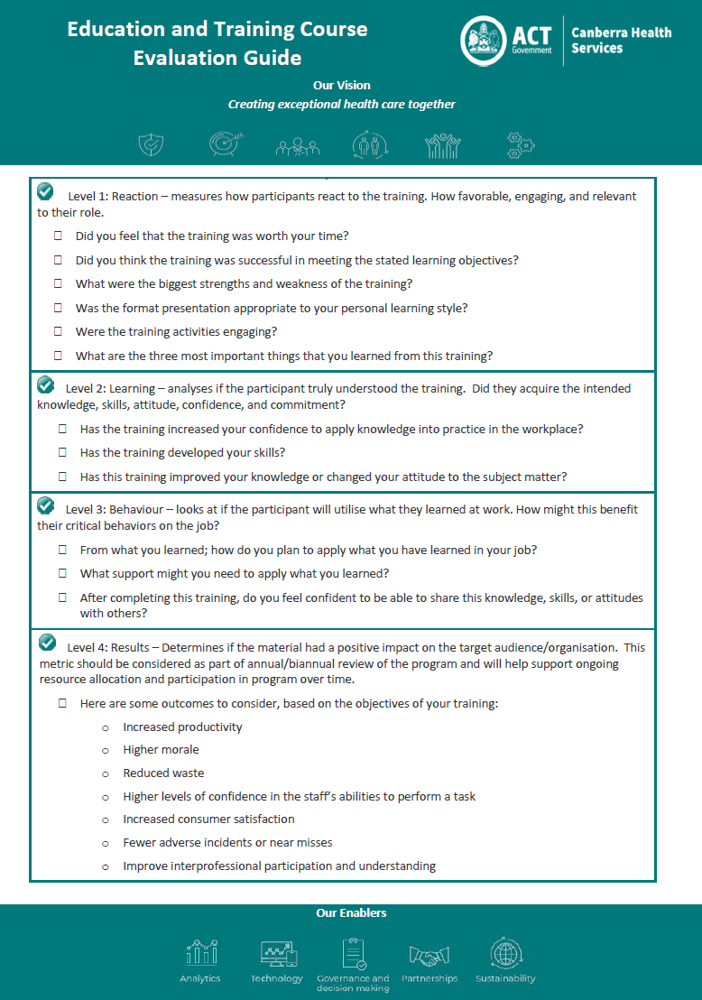 Education and Training Course
Evaluation Guide
ACT
Government
Canberra Health
Services
Our Vision
Creating exceptional health care together
Level 1: Reaction – measures how participants react to the training. How favorable, engaging, and relevant
to their role.
Did you feel that the training was worth your time?
Did you think the training was successful in meeting the stated learning objectives?
What were the biggest strengths and weakness of the training?
Was the format presentation appropriate to your personal learning style?
Were the training activities engaging?
What are the three most important things that you learned from this training?
Level 2: Learning – analyses if the participant truly understood the training.  Did they acquire the intended
knowledge, skills, attitude, confidence, and commitment?
Has the training increased your confidence to apply knowledge into practice in the workplace?
Has the training developed your skills?
Has this training improved your knowledge or changed your attitude to the subject matter?
Level 3: Behaviour – looks at if the participant will utilise what they learned at work. How might this benefit
their critical behaviors on the job?
From what you learned; how do you plan to apply what you have learned in your job?
What support might you need to apply what you learned?
After completing this training, do you feel confident to be able to share this knowledge, skills, or attitudes
with others?
Level 4: Results – Determines if the material had a positive impact on the target audience/organisation.  This
metric should be considered as part of annual/biannual review of the program and will help support ongoing
resource allocation and participation in program over time.
Here are some outcomes to consider, based on the objectives of your training:
o Increased productivity
o Higher morale
o Reduced waste
o Higher levels of confidence in the staff's abilities to perform a task
o Increased consumer satisfaction
o Fewer adverse incidents or near misses
o Improve interprofessional participation and understanding
Our Enablers
Analytics
Technology
Governance and
decision making
Partnerships
Sustainability